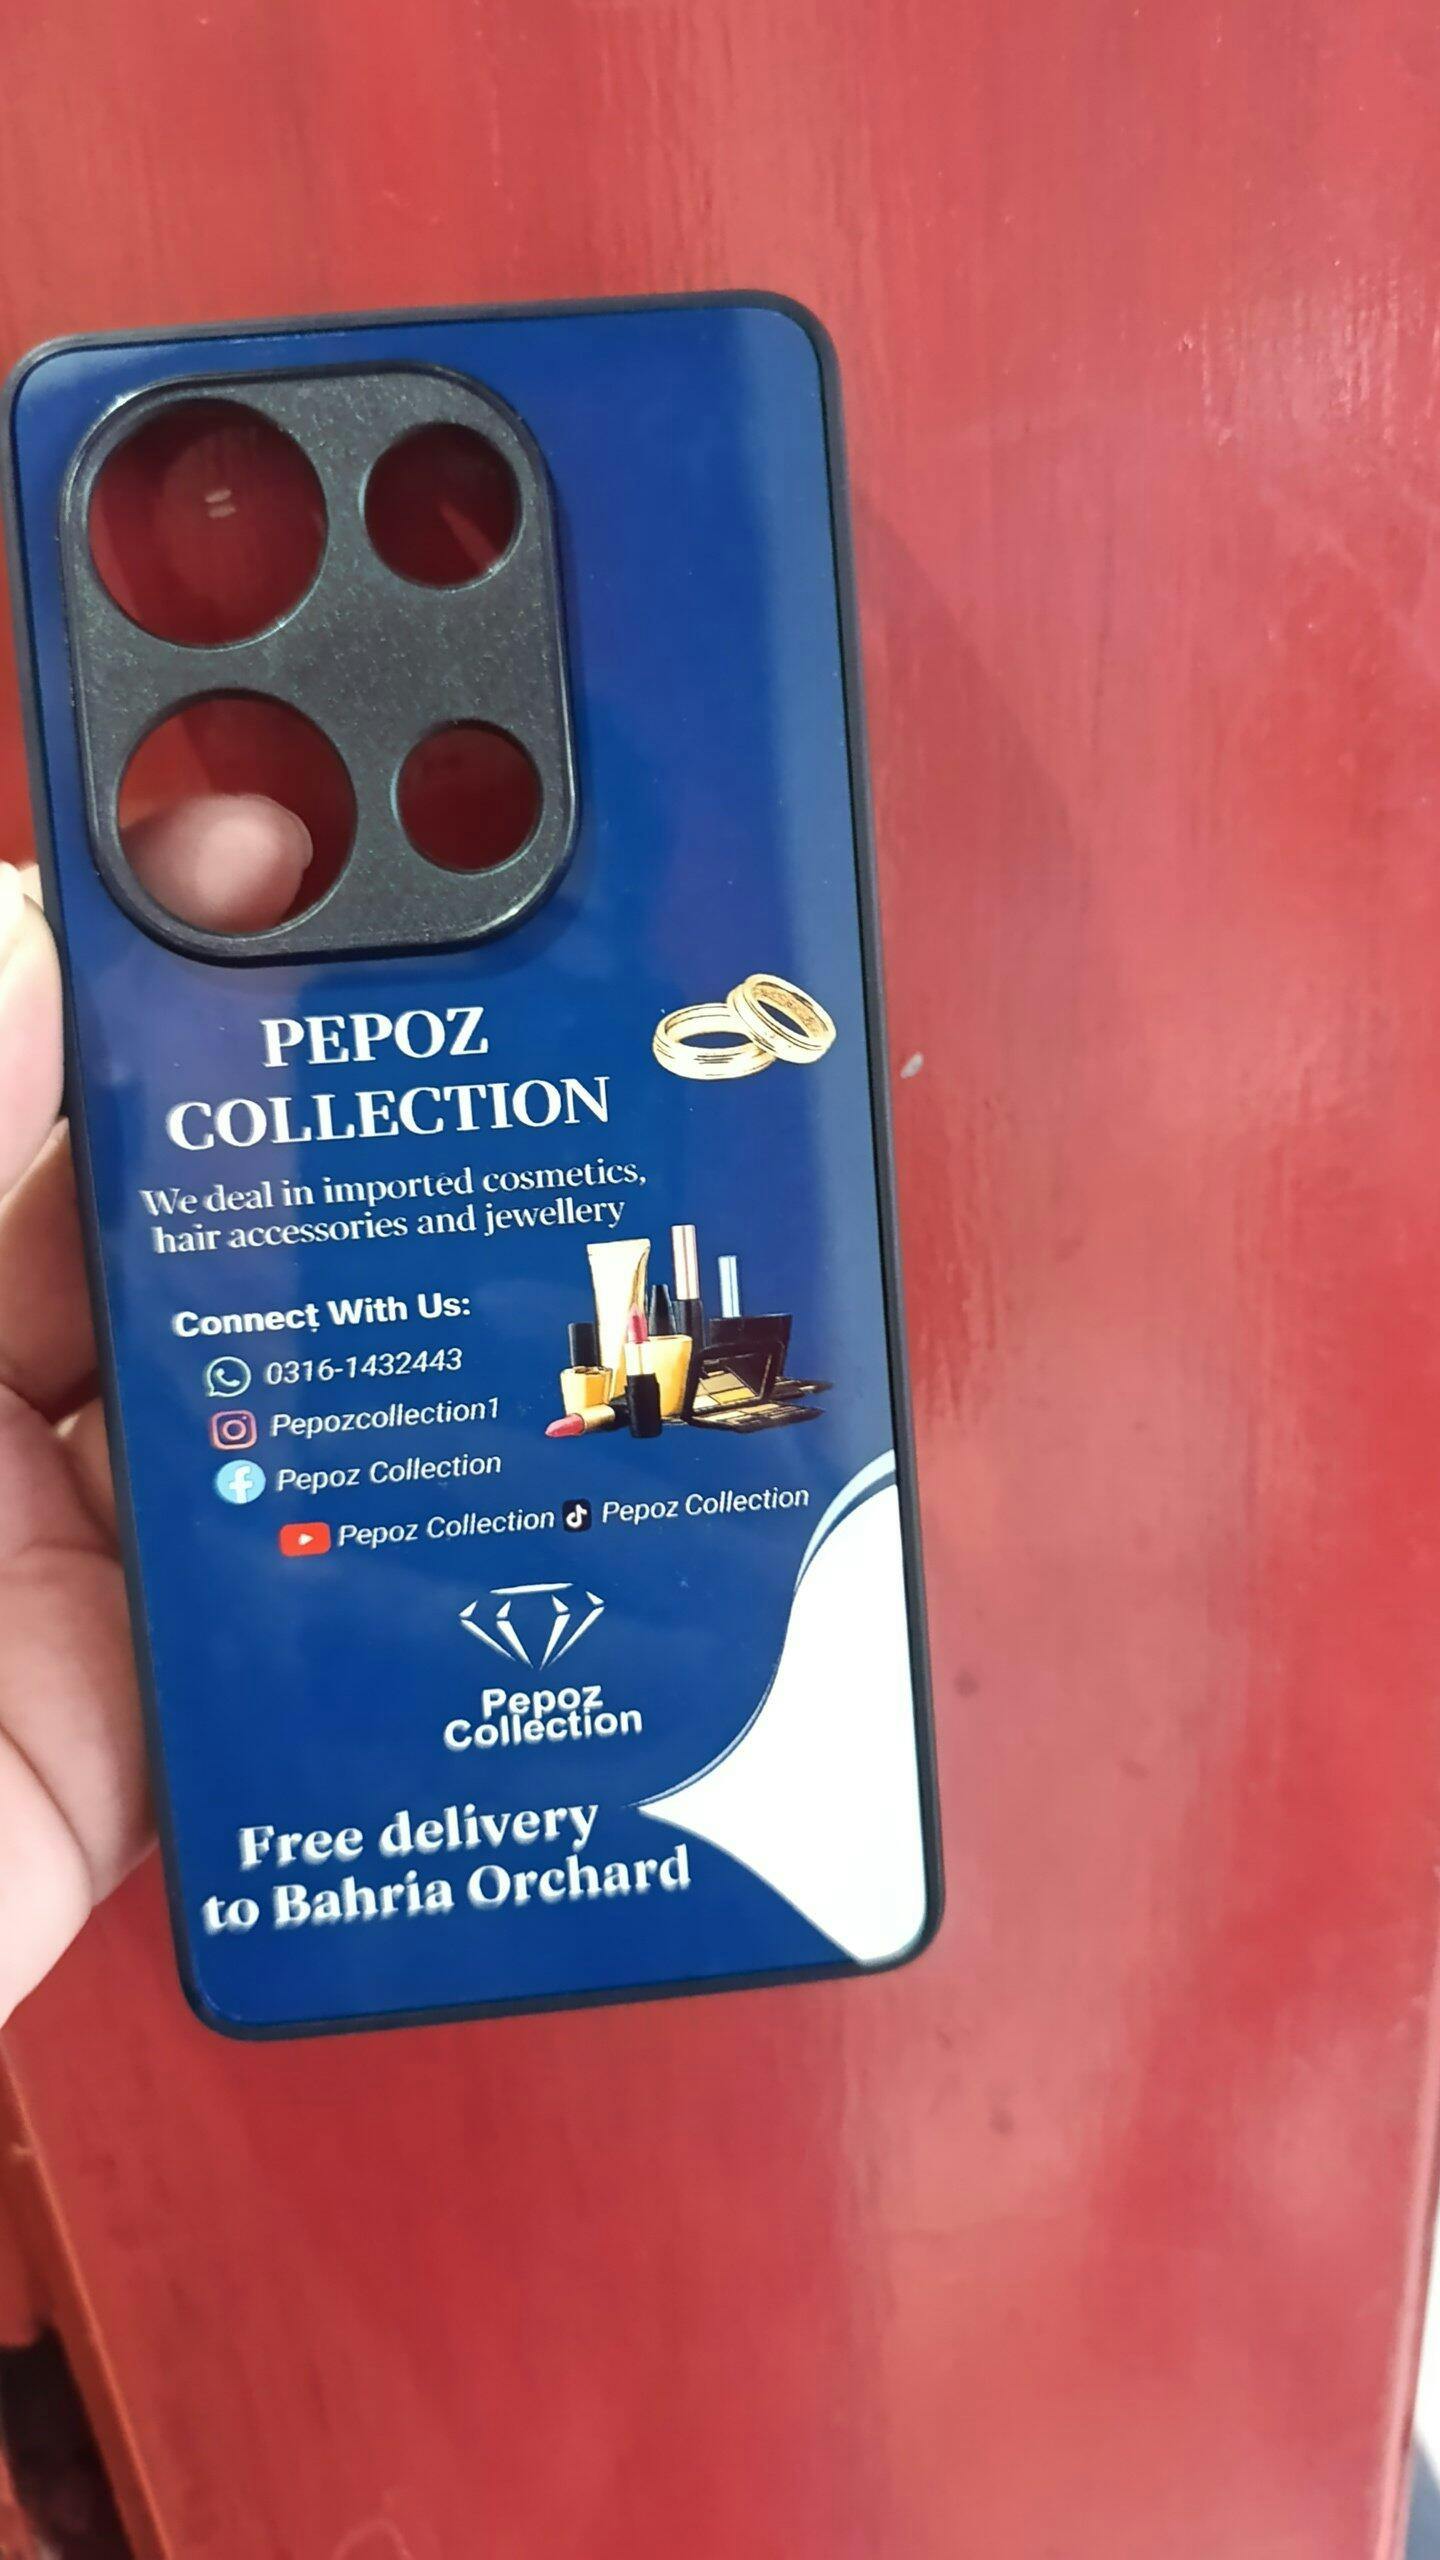 PEPOZ
COLLECTION
We deal in imported cosmetics,
hair accessories and jewellery
Connect With Us:
0316-1432443
Pepozcollection1
Pepoz Collection
Pepoz Collection Pepoz Collection
Pepoz
Collection
Free delivery
to Bahria Orchard